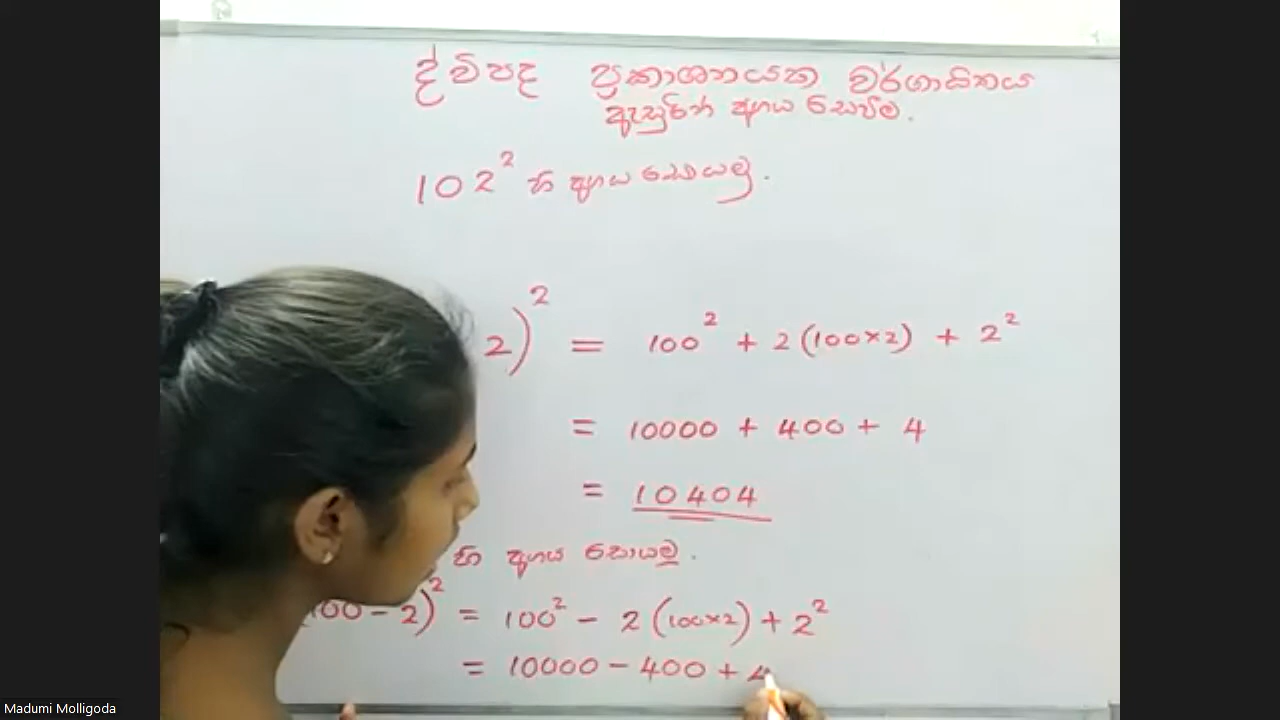 ද්විපද ප්‍රකාශනයක වර්ගායිතය
ඇසුරින් අගය සෙවීම.
102² හි අගය සොයමු.
2)² = 100² + 2(100×2) + 2²
= 10000 + 400 + 4
= 10404
හි අගය සොයමු.
(100 - 2)² = 100² - 2(100×2) + 2²
= 10000 - 400 + 4
Madumi Molligoda